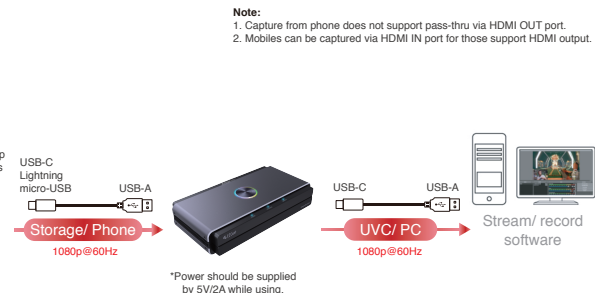 Note:
1. Capture from phone does not support pass-thru via HDMI OUT port.
2. Mobiles can be captured via HDMI IN port for those support HDMI output.
USB-C
Lightning
micro-USB
USB-A
Storage/ Phone
1080p@60Hz
*Power should be supplied
by 5V/2A while using.
USB-C
USB-A
UVC/ PC
1080p@60Hz
Stream/ record
software